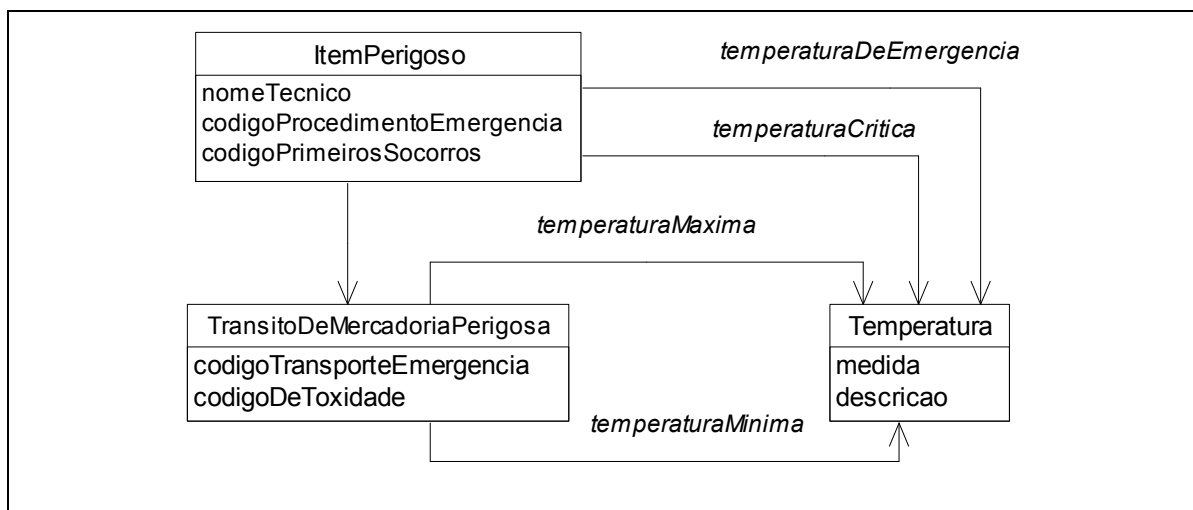 ItemPerigoso
temperaturaDeEmergencia
nomeTecnico
codigoProcedimentoEmergencia
codigoPrimeirosSocorros
temperaturaCritica
temperaturaMaxima
TransitoDeMercadoriaPerigosa
codigoTransporteEmergencia
codigoDeToxidade
Temperatura
medida
descricao
temperaturaMinima